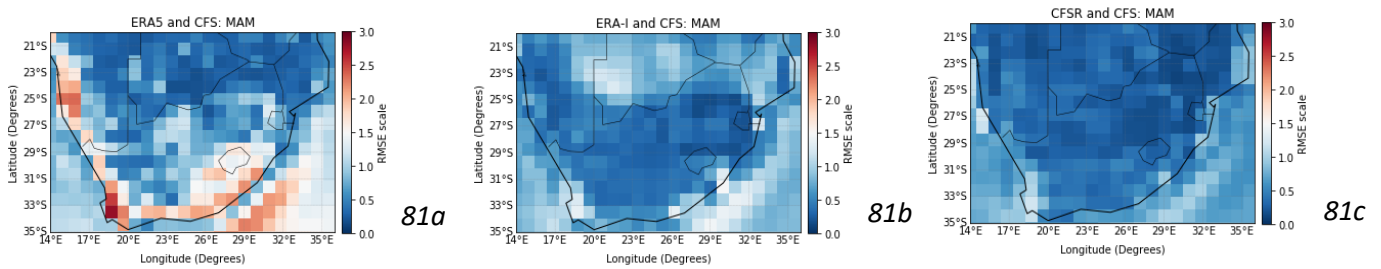 ERA5 and CFS: MAM
21°S
23°S
25°S
27°S
29°S
31°S
33°S
35°S
14°E 17°E 20°E 23°E 26°E 29°E 32°E 35°E
Latitude (Degrees)
Longitude (Degrees)
3.0
2.5
2.0
1.5
1.0
0.5
0.0
RMSE scale
81a
ERA-I and CFS: MAM
21°S
23°S
25°S
27°S
29°S
31°S
33°S
35°S
14°E 17°E 20°E 23°E 26°E 29°E 32°E 35°E
Latitude (Degrees)
Longitude (Degrees)
3.0
2.5
2.0
1.5
1.0
0.5
0.0
RMSE scale
81b
CFSR and CFS: MAM
21°S
23°S
25°S
27°S
29°S
31°S
33°S
35°S
14°E 17°E 20°E 23°E 26°E 29°E 32°E 35°E
Latitude (Degrees)
Longitude (Degrees)
3.0
2.5
2.0
1.5
1.0
0.5
0.0
RMSE scale
81c